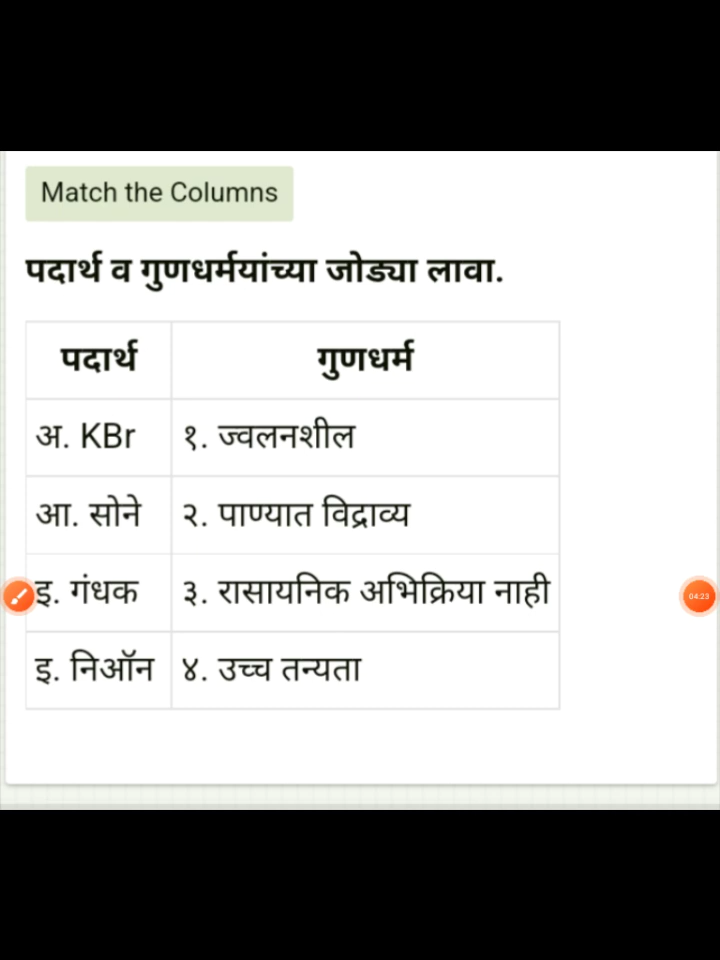 Match the Columns
पदार्थ व गुणधर्मयांच्या जोड्या लावा.
पदार्थ गुणधर्म
अ. KBr १. ज्वलनशील
आ. सोने २. पाण्यात विद्राव्य
इ. गंधक ३. रासायनिक अभिक्रिया नाही
04:23
इ. निऑन ४. उच्च तन्यता